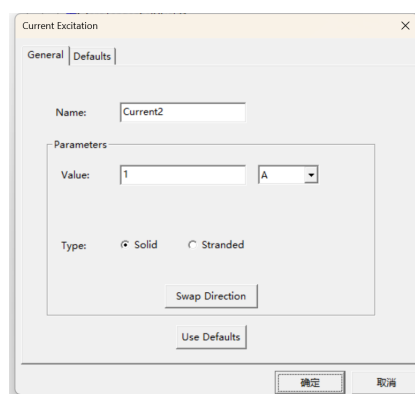 Current Excitation
General Defaults
Name: Current2
Parameters
Value: 1 A
Type: Solid Stranded
Swap Direction
Use Defaults
确定 取消